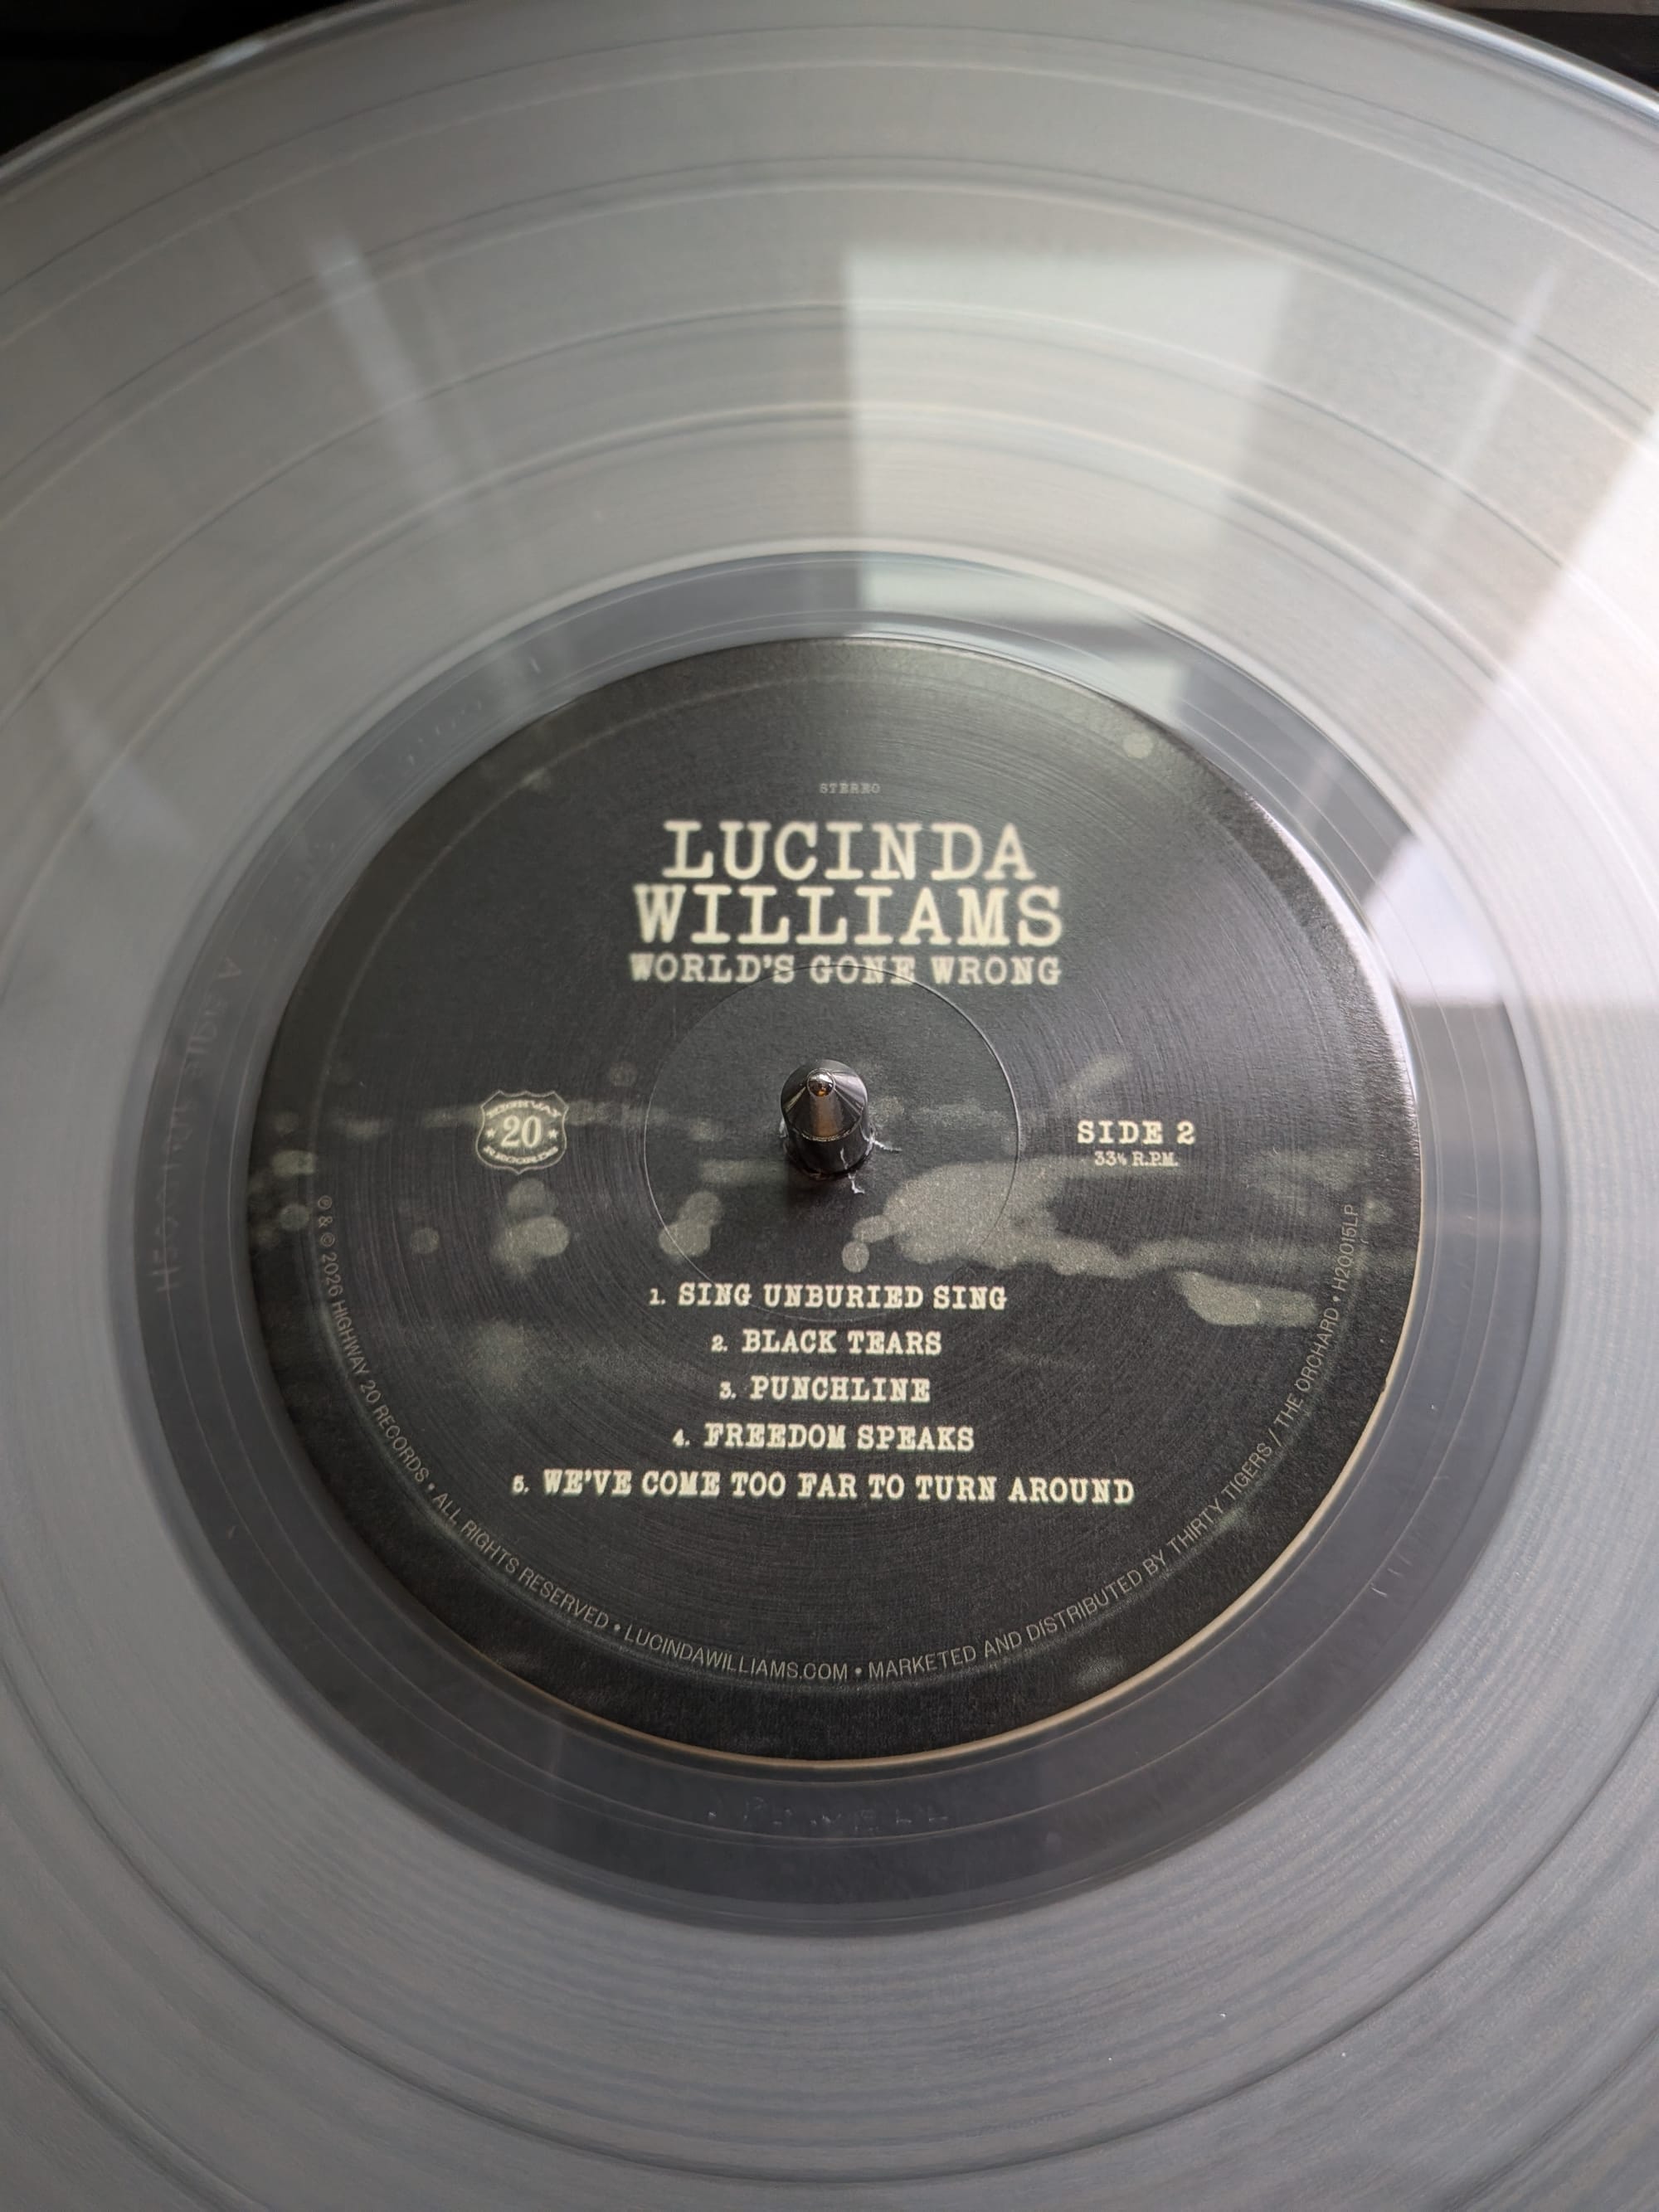 STEREO
LUCINDA
WILLIAMS
WORLD'S GONE WRONG
HIGHWAY
20
RECORDS
SIDE 2
33⅓ R.P.M.
1. SING UNBURIED SING
2. BLACK TEARS
3. PUNCHLINE
4. FREEDOM SPEAKS
5. WE'VE COME TOO FAR TO TURN AROUND
℗ & © 2026 HIGHWAY 20 RECORDS • ALL RIGHTS RESERVED • LUCINDAWILLIAMS.COM • MARKETED AND DISTRIBUTED BY THIRTY TIGERS / THE ORCHARD • H20015LP